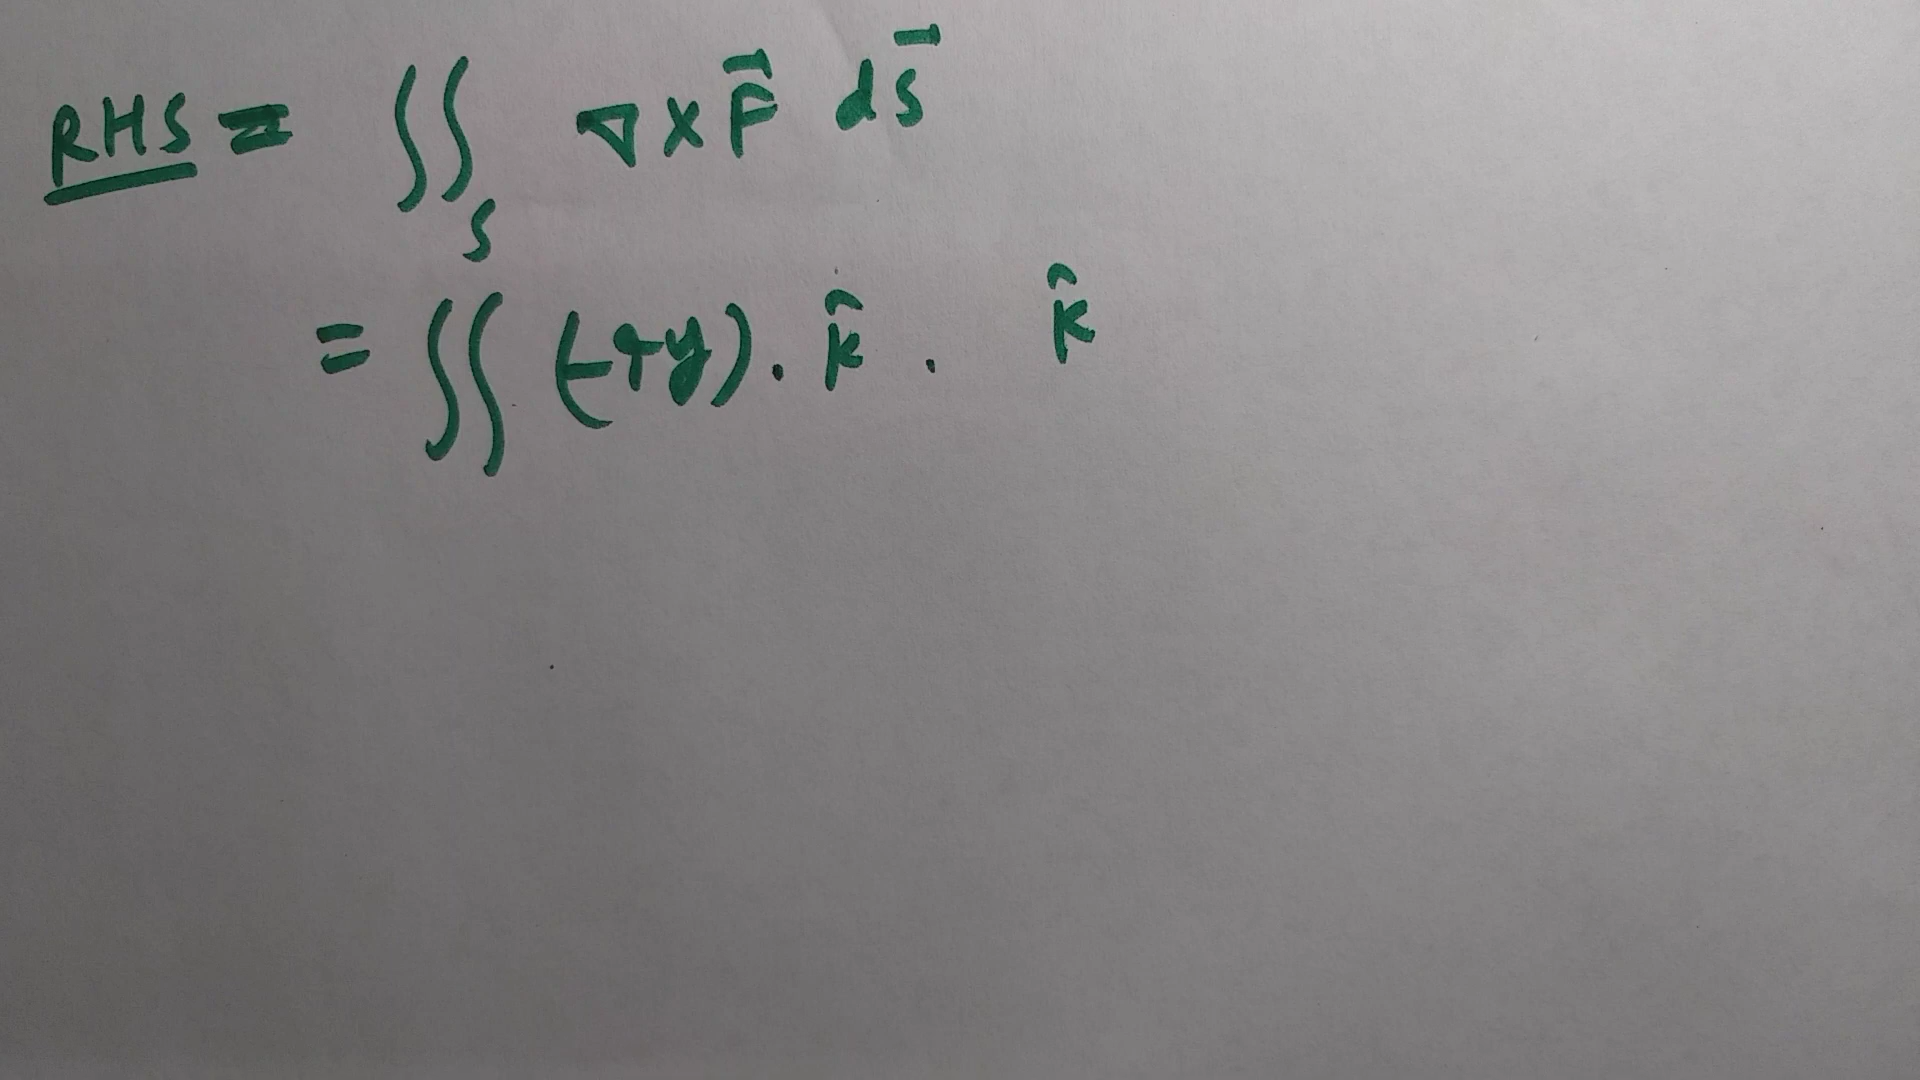 RHS = ∬_S ∇×F̄ ds̄
= ∬ (-4y). k̂ . k̂